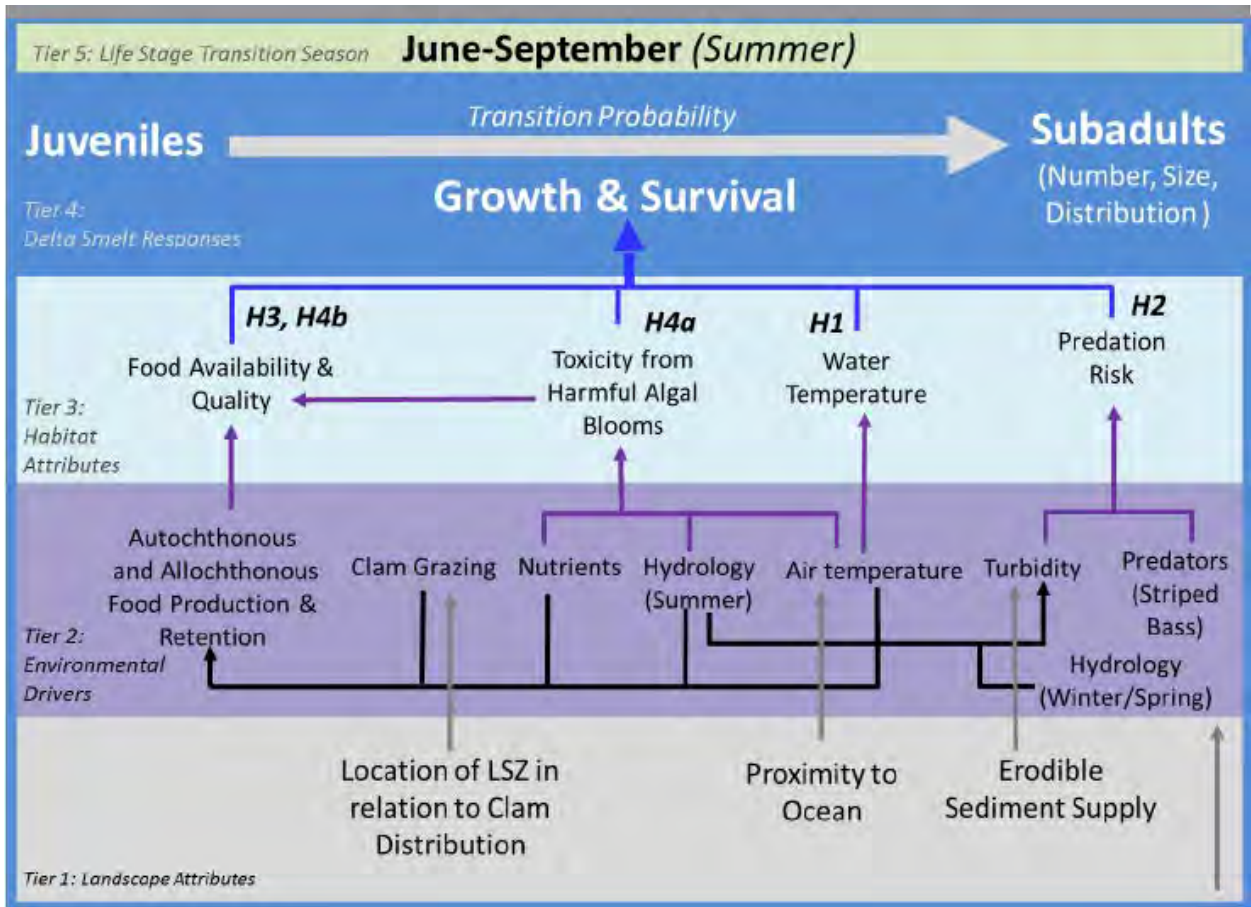 Tier 5: Life Stage Transition Season June-September (Summer)
Transition Probability
Juveniles
Subadults
(Number, Size,
Distribution )
Growth & Survival
Tier 4:
Delta Smelt Responses
H3, H4b
H4a
H1
H2
Food Availability &
Quality
Toxicity from
Harmful Algal
Blooms
Water
Temperature
Predation
Risk
Tier 3:
Habitat
Attributes
Autochthonous
and Allochthonous
Food Production &
Retention
Clam Grazing
Nutrients
Hydrology
(Summer)
Air temperature
Turbidity
Predators
(Striped
Bass)
Hydrology
(Winter/Spring)
Tier 2:
Environmental
Drivers
Location of LSZ in
relation to Clam
Distribution
Proximity to
Ocean
Erodible
Sediment Supply
Tier 1: Landscape Attributes